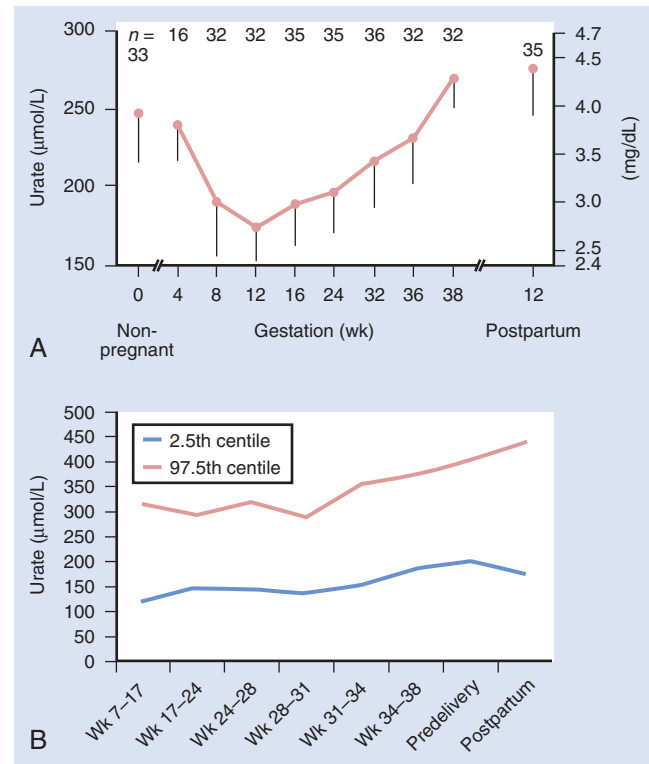 n = 16 32 32 35 35 36 32 32
33
35
300
250
200
150
Urate (μmol/L)
4.7
4.5
4.0
3.5
3.0
2.5
2.4
(mg/dL)
0 4 8 12 16 24 32 36 38 12
Non-
pregnant
Gestation (wk)
Postpartum
A
500
450
400
350
300
250
200
150
100
50
0
Urate (μmol/L)
2.5th centile
97.5th centile
Wk 7–17
Wk 17–24
Wk 24–28
Wk 28–31
Wk 31–34
Wk 34–38
Predelivery
Postpartum
B